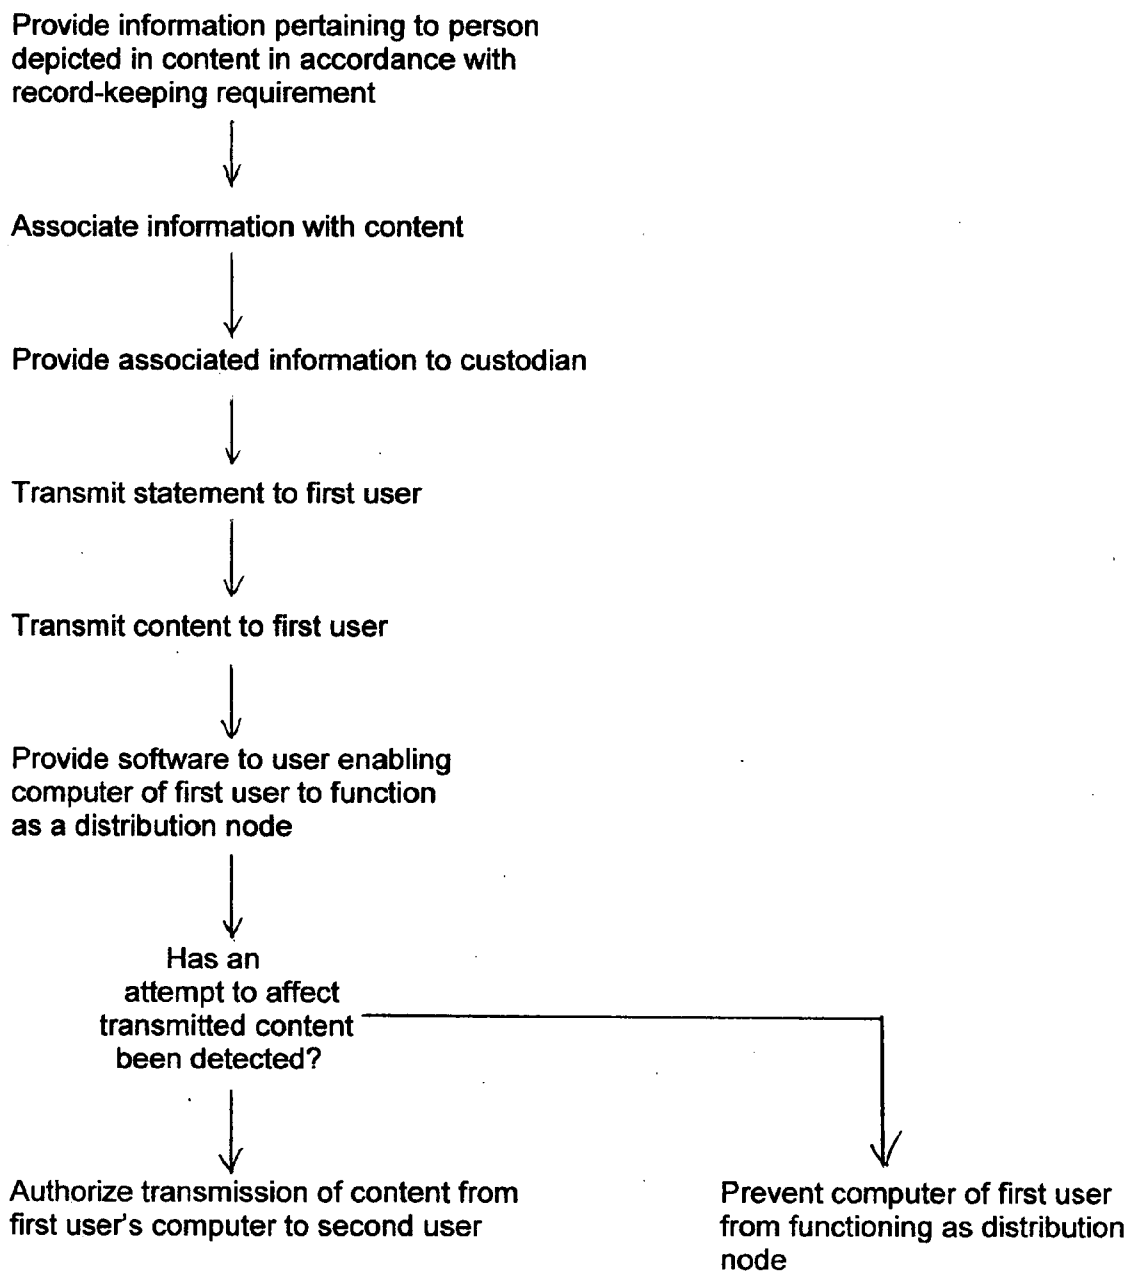 Provide information pertaining to person
depicted in content in accordance with
record-keeping requirement
Associate information with content
Provide associated information to custodian
Transmit statement to first user
Transmit content to first user
Provide software to user enabling
computer of first user to function
as a distribution node
Has an
attempt to affect
transmitted content
been detected?
Authorize transmission of content from
first user's computer to second user
Prevent computer of first user
from functioning as distribution
node